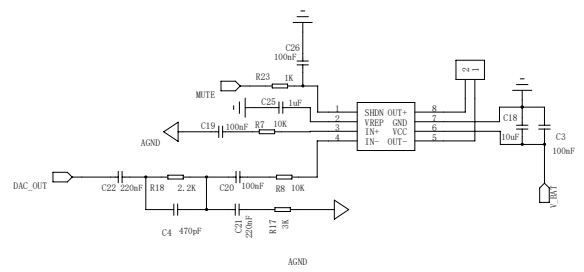 C26
100nF
2 1
R23 1K
MUTE
C25 1uF
1 SHDN OUT+ 8
2 VREP GND 7
3 IN+ VCC 6
4 IN- OUT- 5
C18
10uF
C3
100nF
C19 100nF R7 10K
AGND
DAC_OUT
C22 220nF R18 2.2K C20 100nF R8 10K
V_BAT
C4 470pF
C21
220nF
R17
3K
AGND